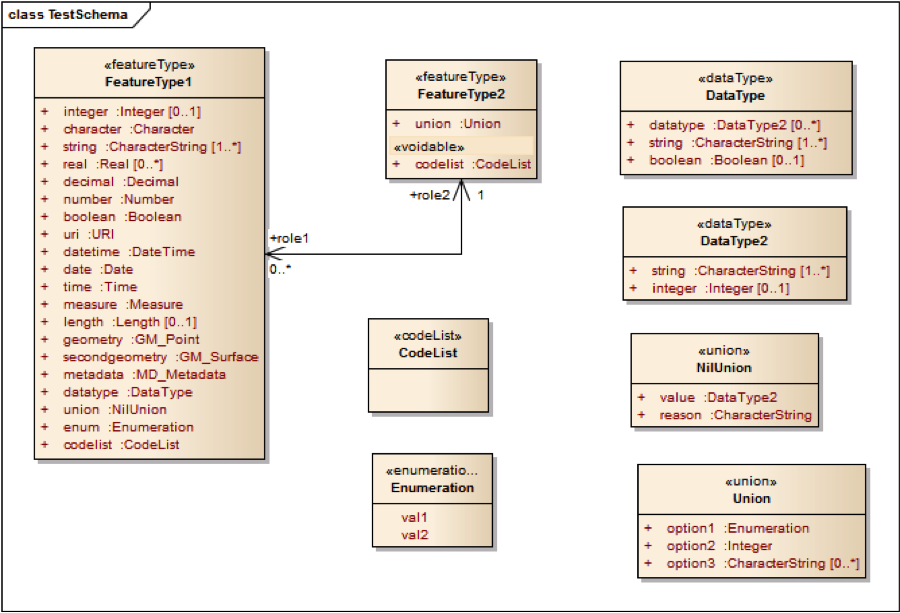 class TestSchema
«featureType»
FeatureType1
+ integer :Integer [0..1]
+ character :Character
+ string :CharacterString [1..*]
+ real :Real [0..*]
+ decimal :Decimal
+ number :Number
+ boolean :Boolean
+ uri :URI
+ datetime :DateTime
+ date :Date
+ time :Time
+ measure :Measure
+ length :Length [0..1]
+ geometry :GM_Point
+ secondgeometry :GM_Surface
+ metadata :MD_Metadata
+ datatype :DataType
+ union :NilUnion
+ enum :Enumeration
+ codelist :CodeList
+role1
0..*
«featureType»
FeatureType2
+ union :Union
«voidable»
+ codelist :CodeList
+role2 1
«codeList»
CodeList
«enumeratio...
Enumeration
val1
val2
«dataType»
DataType
+ datatype :DataType2 [0..*]
+ string :CharacterString [1..*]
+ boolean :Boolean [0..1]
«dataType»
DataType2
+ string :CharacterString [1..*]
+ integer :Integer [0..1]
«union»
NilUnion
+ value :DataType2
+ reason :CharacterString
«union»
Union
+ option1 :Enumeration
+ option2 :Integer
+ option3 :CharacterString [0..*]